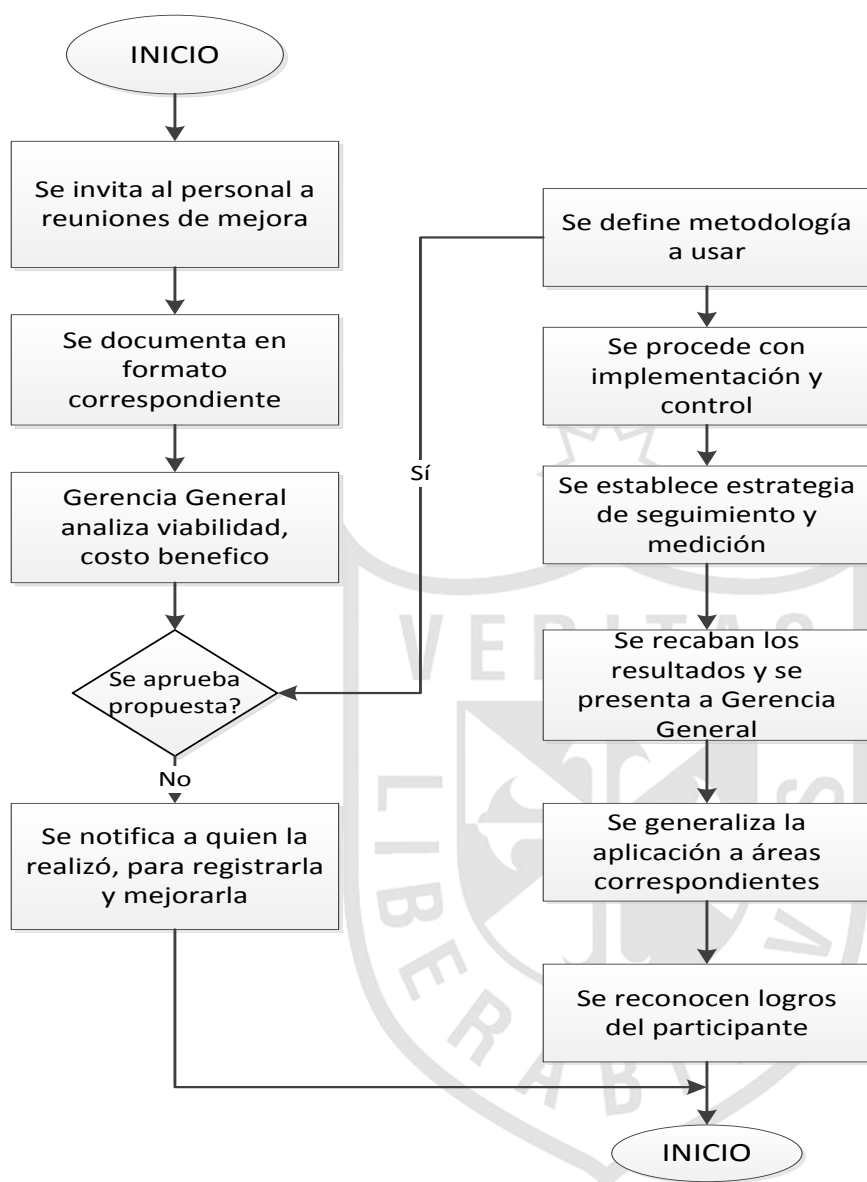 INICIO
Se invita al personal a
reuniones de mejora
Se documenta en
formato
correspondiente
Gerencia General
analiza viabilidad,
costo benefico
Se aprueba
propuesta?
No
Se notifica a quien la
realizó, para registrarla
y mejorarla
Sí
Se define metodología
a usar
Se procede con
implementación y
control
Se establece estrategia
de seguimiento y
medición
Se recaban los
resultados y se
presenta a Gerencia
General
Se generaliza la
aplicación a áreas
correspondientes
Se reconocen logros
del participante
INICIO
VERITAS
LIBERABIT